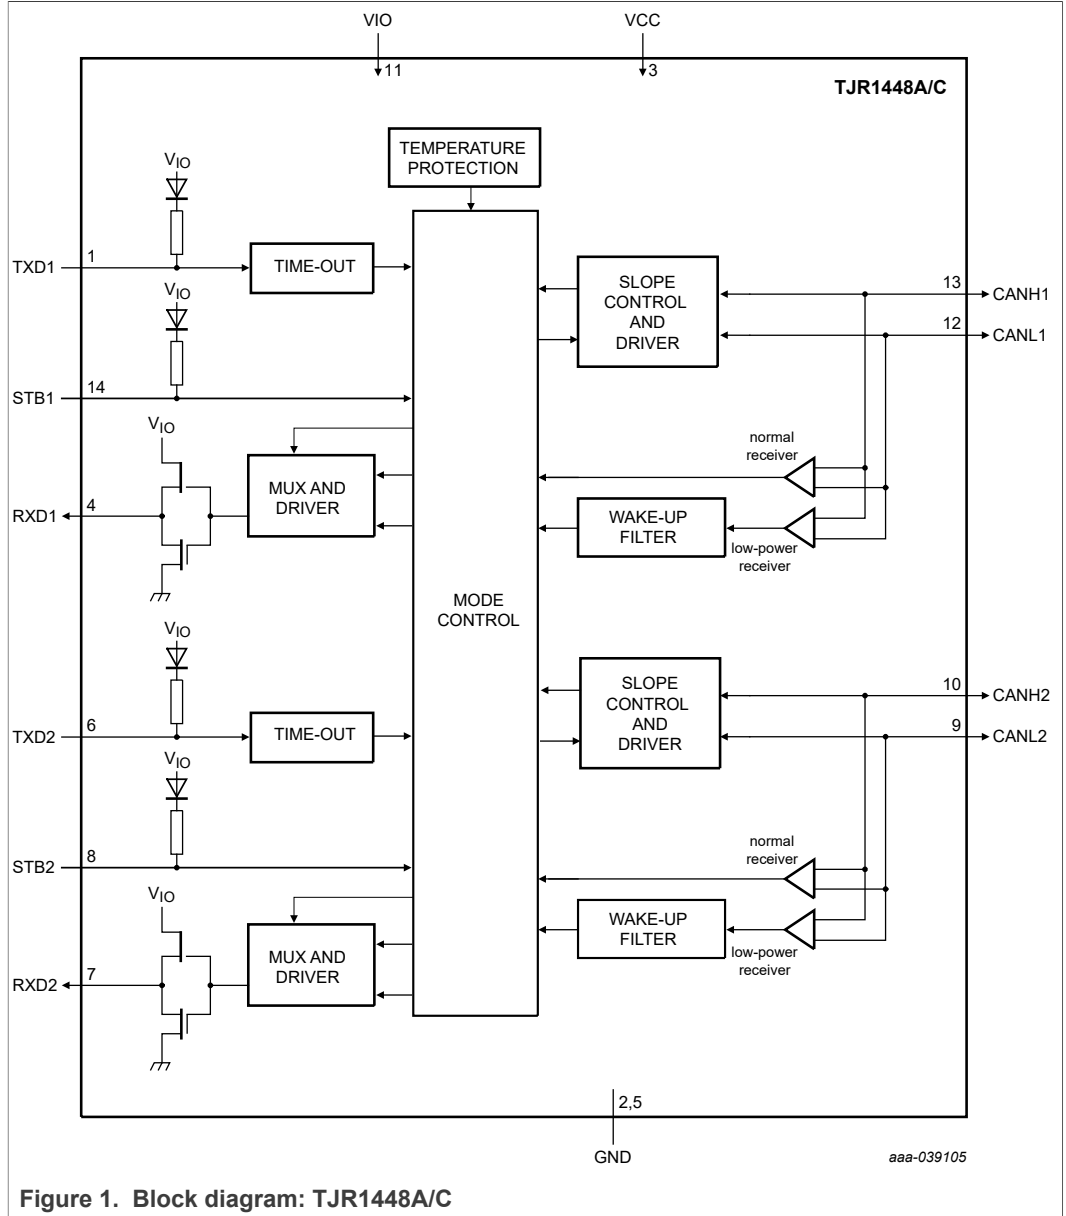 VIO
VCC
11
3
TJR1448A/C
TEMPERATURE
PROTECTION
VIO
TXD1
1
TIME-OUT
SLOPE
CONTROL
AND
DRIVER
13
CANH1
12
CANL1
VIO
STB1
14
VIO
MUX AND
DRIVER
RXD1
4
normal
receiver
WAKE-UP
FILTER
low-power
receiver
MODE
CONTROL
VIO
TXD2
6
TIME-OUT
SLOPE
CONTROL
AND
DRIVER
10
CANH2
9
CANL2
VIO
STB2
8
VIO
MUX AND
DRIVER
RXD2
7
normal
receiver
WAKE-UP
FILTER
low-power
receiver
2,5
GND
aaa-039105
Figure 1. Block diagram: TJR1448A/C